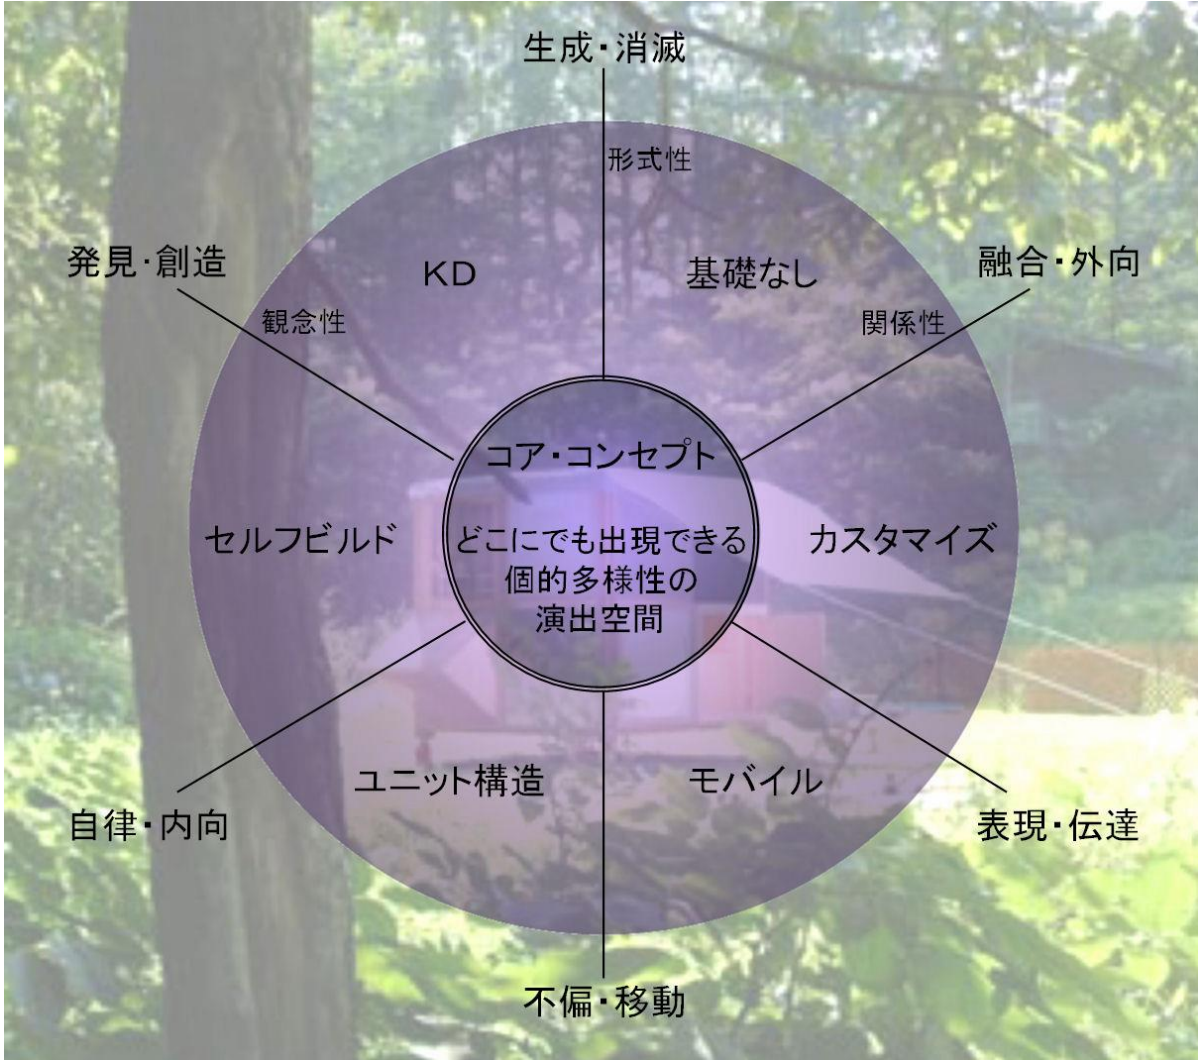 生成・消滅
形式性
発見・創造
KD
基礎なし
融合・外向
観念性
関係性
コア・コンセプト
セルフビルド
どこにでも出現できる
個的多様性の
演出空間
カスタマイズ
ユニット構造
モバイル
自律・内向
表現・伝達
不偏・移動